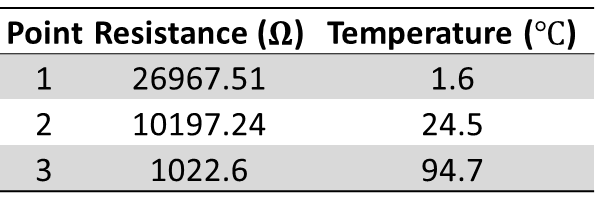 Point Resistance (Ω) Temperature (℃)
1 26967.51 1.6
2 10197.24 24.5
3 1022.6 94.7